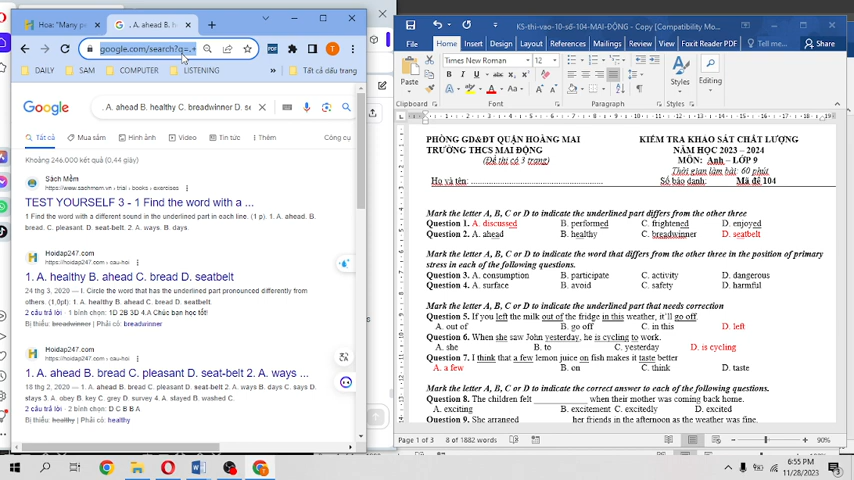 Hoa: "Many p
. A. ahead B. h
google.com/search?q=.+
PDF
T
DAILY
SAM
COMPUTER
LISTENING
»
Tất cả dấu trang
Google
. A. ahead B. healthy C. breadwinner D. se
Tất cả
Mua sắm
Hình ảnh
Video
Tin tức
Thêm
Công cụ
Khoảng 246.000 kết quả (0,44 giây)
Sách Mềm
https://www.sachmem.vn › trial › books › exercises
TEST YOURSELF 3 - 1 Find the word with a ...
1 Find the word with a different sound in the underlined part in each line. (1 p). 1. A. ahead. B.
bread. C. pleasant. D. seat-belt. 2. A. ways. B. days.
Hoidap247.com
https://hoidap247.com › cau-hoi
1. A. healthy B. ahead C. bread D. seatbelt
24 thg 3, 2020 — I. Circle the word that has the underlined part pronounced differently from
others. (1,0pt). 1. A. healthy B. ahead C. bread D. seatbelt.
2 câu trả lời · 1 bình chọn: 1D 2B 3D 4.A Chúc bạn học tốt!
Bị thiếu: breadwinner | Phải có: breadwinner
Hoidap247.com
https://hoidap247.com › cau-hoi
1. A. ahead B. bread C. pleasant D. seat-belt 2. A. ways ...
18 thg 2, 2020 — 1. A. ahead B. bread C. pleasant D. seat-belt 2. A. ways B. days C. says D.
stays 3. A. obey B. key C. grey D. survey 4. A. stayed B. washed C.
2 câu trả lời · 1 bình chọn: D C B B A
Bị thiếu: healthy | Phải có: healthy
KS-thi-vao-10-số-104-MAI-ĐỘNG - Copy [Compatibility Mo...
File
Home
Insert
Design
Layout
References
Mailings
Review
View
Foxit Reader PDF
Tell me...
Share
Paste
Times New Roman
12
Styles
Editing
Clipboard
Font
Paragraph
Styles
PHÒNG GD&ĐT QUẬN HOÀNG MAI
TRƯỜNG THCS MAI ĐỘNG
(Đề thi có 3 trang)
KIỂM TRA KHẢO SÁT CHẤT LƯỢNG
NĂM HỌC 2023 – 2024
MÔN: Anh – LỚP 9
Thời gian làm bài: 60 phút
Họ và tên: ............................................................
Số báo danh:
Mã đề 104
Mark the letter A, B, C or D to indicate the underlined part differs from the other three
Question 1. A. discussed B. performed C. frightened D. enjoyed
Question 2. A. ahead B. healthy C. breadwinner D. seatbelt
Mark the letter A, B, C or D to indicate the word that differs from the other three in the position of primary
stress in each of the following questions.
Question 3. A. consumption B. participate C. activity D. dangerous
Question 4. A. surface B. avoid C. safety D. harmful
Mark the letter A, B, C or D to indicate the underlined part that needs correction
Question 5. If you left the milk out of the fridge in this weather, it’ll go off.
A. out of B. go off C. in this D. left
Question 6. When she saw John yesterday, he is cycling to work.
A. she B. to C. yesterday D. is cycling
Question 7. I think that a few lemon juice on fish makes it taste better
A. a few B. on C. think D. taste
Mark the letter A, B, C or D to indicate the correct answer to each of the following questions.
Question 8. The children felt ____________ when their mother was coming back home.
A. exciting B. excitement C. excitedly D. excited
Question 9. She arranged ____________ her friends in the afternoon as the weather was fine.
Page 1 of 3
8 of 1882 words
90%
6:55 PM
11/28/2023